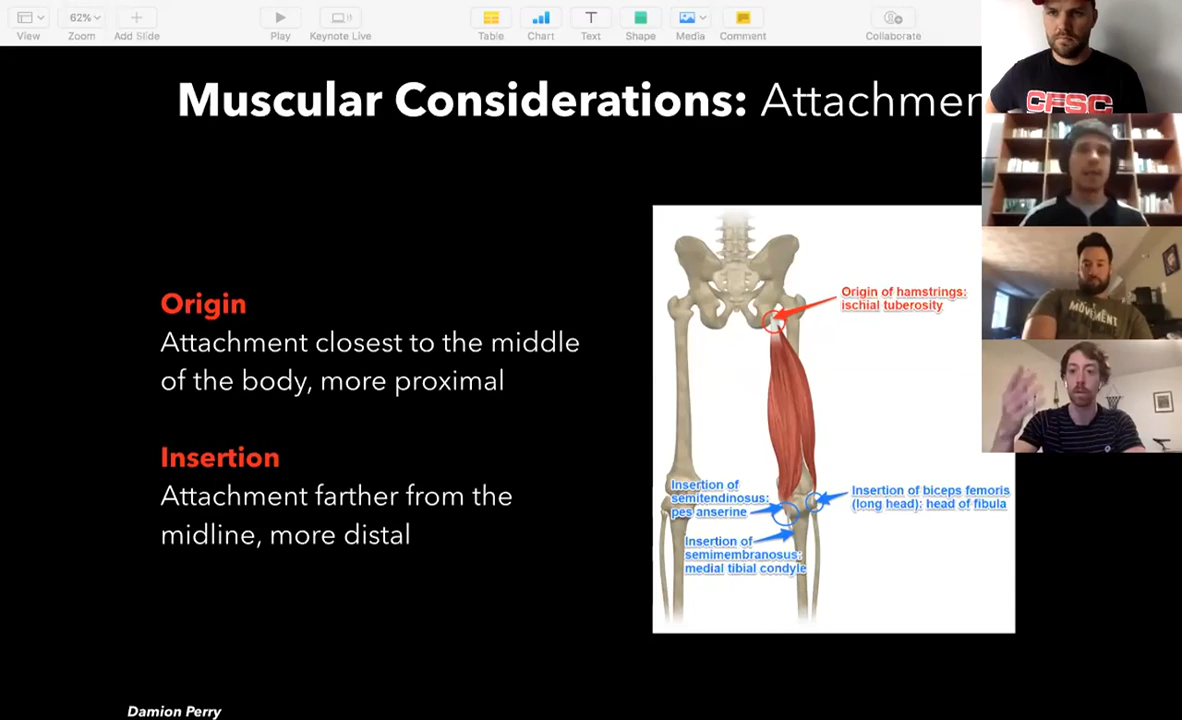 62%
View
Zoom
Add Slide
Play
Keynote Live
Table
Chart
Text
Shape
Media
Comment
Collaborate
Muscular Considerations: Attachmen
CFSC
MOVEMENT
Origin
Attachment closest to the middle
of the body, more proximal
Insertion
Attachment farther from the
midline, more distal
Origin of hamstrings:
ischial tuberosity
Insertion of
semitendinosus:
pes anserine
Insertion of biceps femoris
(long head): head of fibula
Insertion of
semimembranosus:
medial tibial condyle
Damion Perry